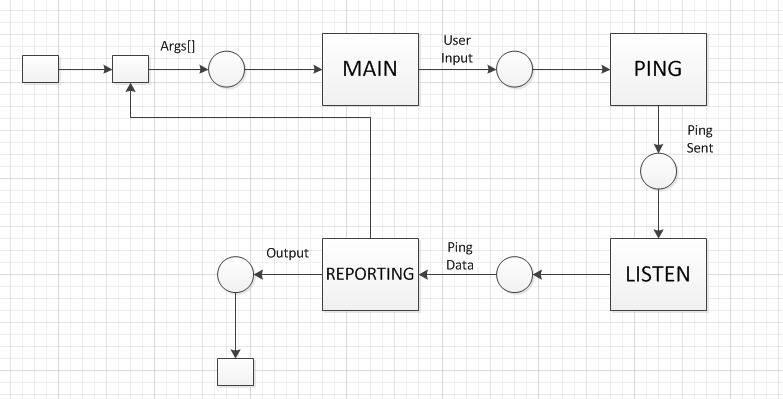 Args[]
MAIN
User
Input
PING
Ping
Sent
LISTEN
Ping
Data
REPORTING
Output